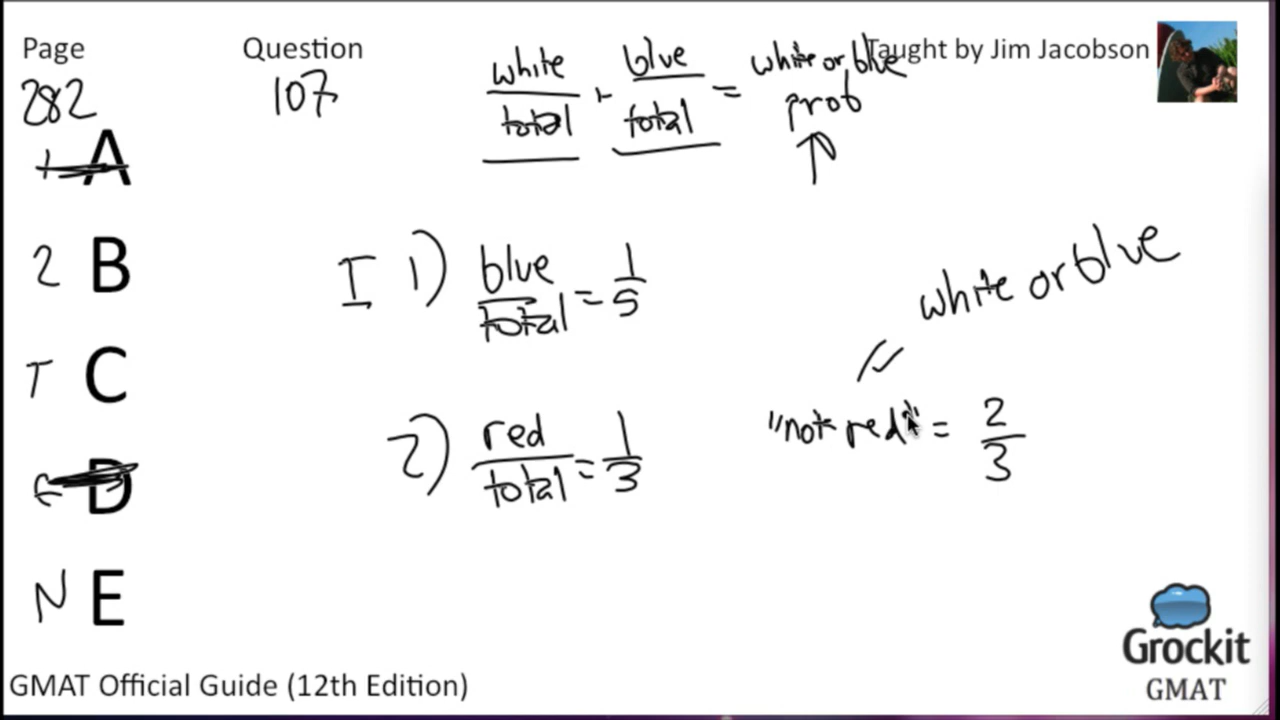 Page Question Taught by Jim Jacobson
282 107
white/total + blue/total = white or blue prob
1 A
2 B
T C
D
N E
I 1) blue/total = 1/5
white or blue
2) red/total = 1/3 "not red" = 2/3
GMAT Official Guide (12th Edition)
Grockit
GMAT